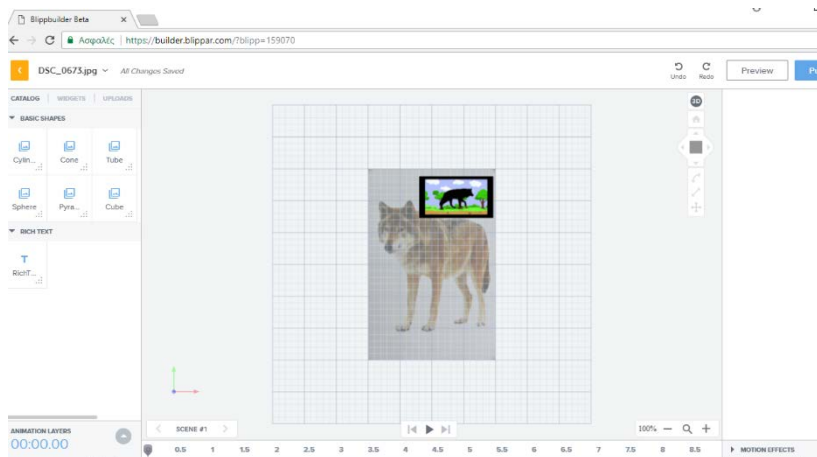 Blippbuilder Beta
Ασφαλές | https://builder.blippar.com/?blipp=159070
DSC_0673.jpg All Changes Saved
Undo Redo Preview
CATALOG WIDGETS UPLOADS
3D
BASIC SHAPES
Cylin... Cone Tube
Sphere Pyra... Cube
RICH TEXT
T
RichT...
ANIMATION LAYERS
00:00.00
SCENE #1
100%
0.5 1 1.5 2 2.5 3 3.5 4 4.5 5 5.5 6 6.5 7 7.5 8 8.5
MOTION EFFECTS